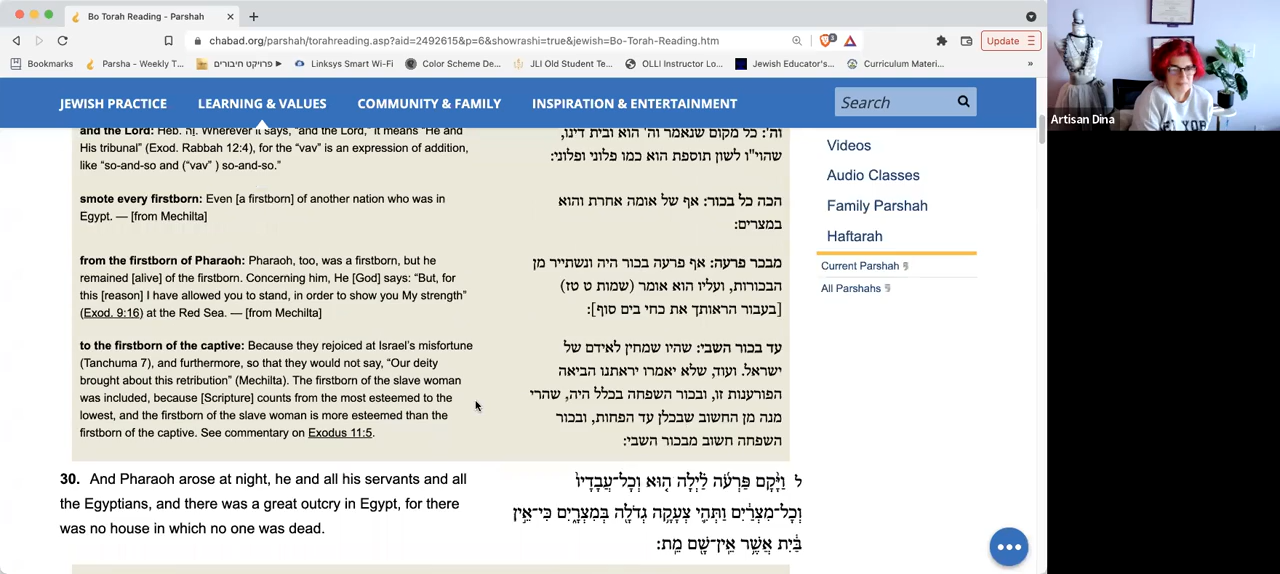 Bo Torah Reading - Parshah
chabad.org/parshah/torahreading.asp?aid=2492615&p=6&showrashi=true&jewish=Bo-Torah-Reading.htm
Update
Bookmarks
Parsha - Weekly T...
פרויקט חיבורים
Linksys Smart Wi-Fi
Color Scheme De...
JLI Old Student Te...
OLLI Instructor Lo...
Jewish Educator's...
Curriculum Materi...
JEWISH PRACTICE
LEARNING & VALUES
COMMUNITY & FAMILY
INSPIRATION & ENTERTAINMENT
Search
and the Lord: Heb. וַה'. Wherever it says, "and the Lord," it means "He and
His tribunal" (Exod. Rabbah 12:4), for the "vav" is an expression of addition,
like "so-and-so and ("vav" ) so-and-so."
smote every firstborn: Even [a firstborn] of another nation who was in
Egypt. — [from Mechilta]
from the firstborn of Pharaoh: Pharaoh, too, was a firstborn, but he
remained [alive] of the firstborn. Concerning him, He [God] says: "But, for
this [reason] I have allowed you to stand, in order to show you My strength"
(Exod. 9:16) at the Red Sea. — [from Mechilta]
to the firstborn of the captive: Because they rejoiced at Israel's misfortune
(Tanchuma 7), and furthermore, so that they would not say, "Our deity
brought about this retribution" (Mechilta). The firstborn of the slave woman
was included, because [Scripture] counts from the most esteemed to the
lowest, and the firstborn of the slave woman is more esteemed than the
firstborn of the captive. See commentary on Exodus 11:5.
30. And Pharaoh arose at night, he and all his servants and all
the Egyptians, and there was a great outcry in Egypt, for there
was no house in which no one was dead.
וה': כל מקום שנאמר וה' הוא ובית דינו,
שהוי"ו לשון תוספת הוא כמו פלוני ופלוני:
הכה כל בכור: אף של אומה אחרת והוא
במצרים:
מבכר פרעה: אף פרעה בכור היה ונשתייר מן
הבכורות, ועליו הוא אומר (שמות ט טז)
[בעבור הראותך את כחי בים סוף]:
עד בכור השבי: שהיו שמחין לאידם של
ישראל. ועוד, שלא יאמרו יראתנו הביאה
הפורענות זו, ובכור השפחה בכלל היה, שהרי
מנה מן החשוב שבכלן עד הפחות, ובכור
השפחה חשוב מבכור השבי:
ל וַיָּ֨קָם פַּרְעֹ֜ה לַ֗יְלָה ה֤וּא וְכָל־עֲבָדָיו֙
וְכָל־מִצְרַ֔יִם וַתְּהִ֛י צְעָקָ֥ה גְדֹלָ֖ה בְּמִצְרָ֑יִם כִּי־אֵ֣ין
בַּ֔יִת אֲשֶׁ֥ר אֵֽין־שָׁ֖ם מֵֽת:
Videos
Audio Classes
Family Parshah
Haftarah
Current Parshah
All Parshahs
Artisan Dina